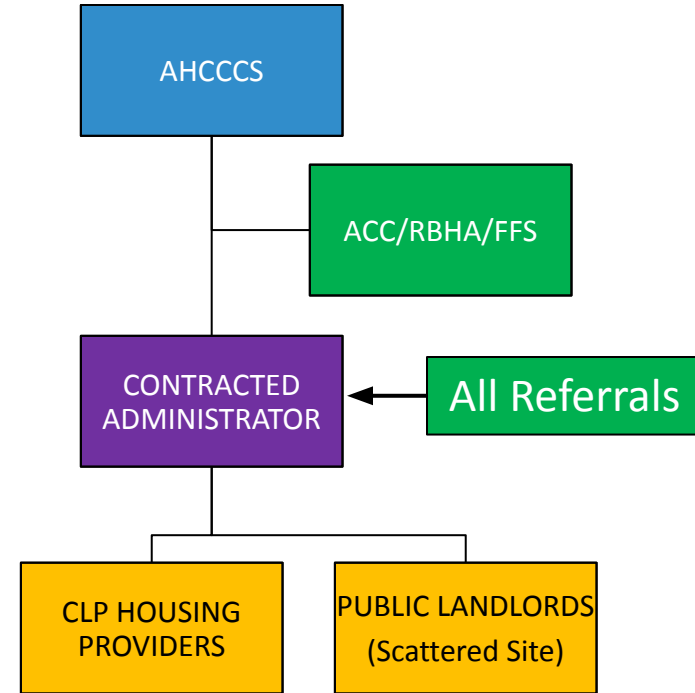 AHCCCS
ACC/RBHA/FFS
CONTRACTED
ADMINISTRATOR
All Referrals
CLP HOUSING
PROVIDERS
PUBLIC LANDLORDS
(Scattered Site)